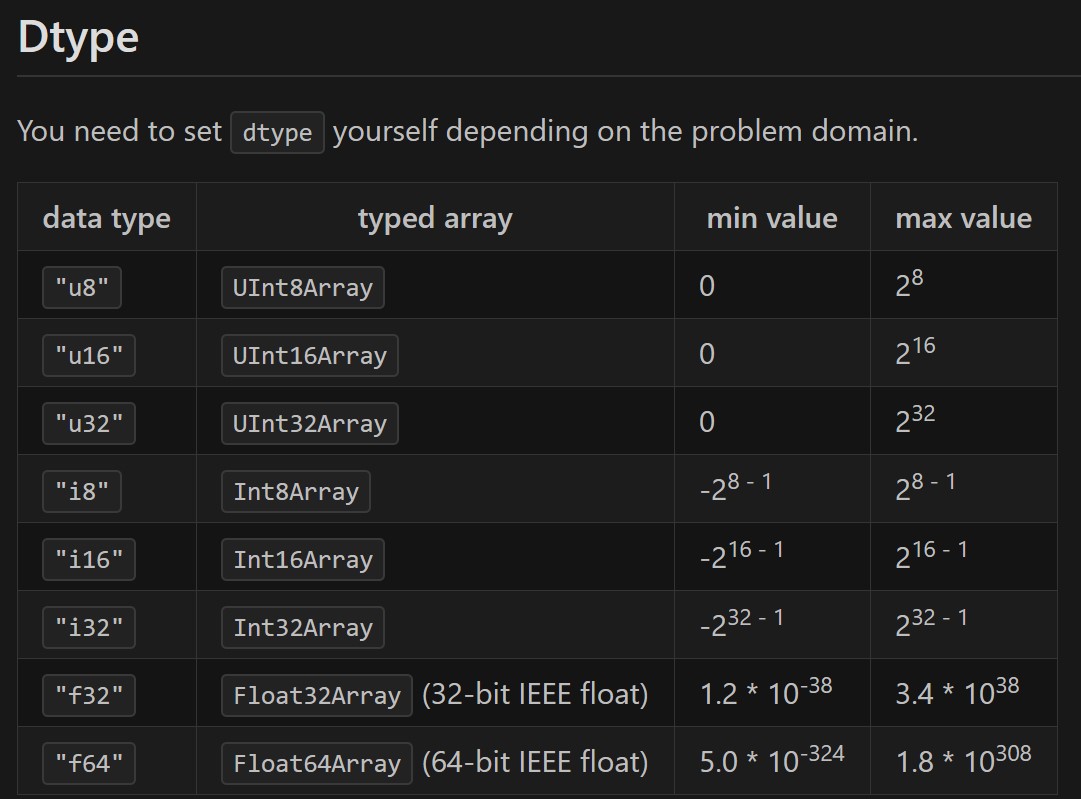 Dtype
You need to set dtype yourself depending on the problem domain.
data type typed array min value max value
"u8" UInt8Array 0 2^8
"u16" UInt16Array 0 2^16
"u32" UInt32Array 0 2^32
"i8" Int8Array -2^8 - 1 2^8 - 1
"i16" Int16Array -2^16 - 1 2^16 - 1
"i32" Int32Array -2^32 - 1 2^32 - 1
"f32" Float32Array (32-bit IEEE float) 1.2 * 10^-38 3.4 * 10^38
"f64" Float64Array (64-bit IEEE float) 5.0 * 10^-324 1.8 * 10^308